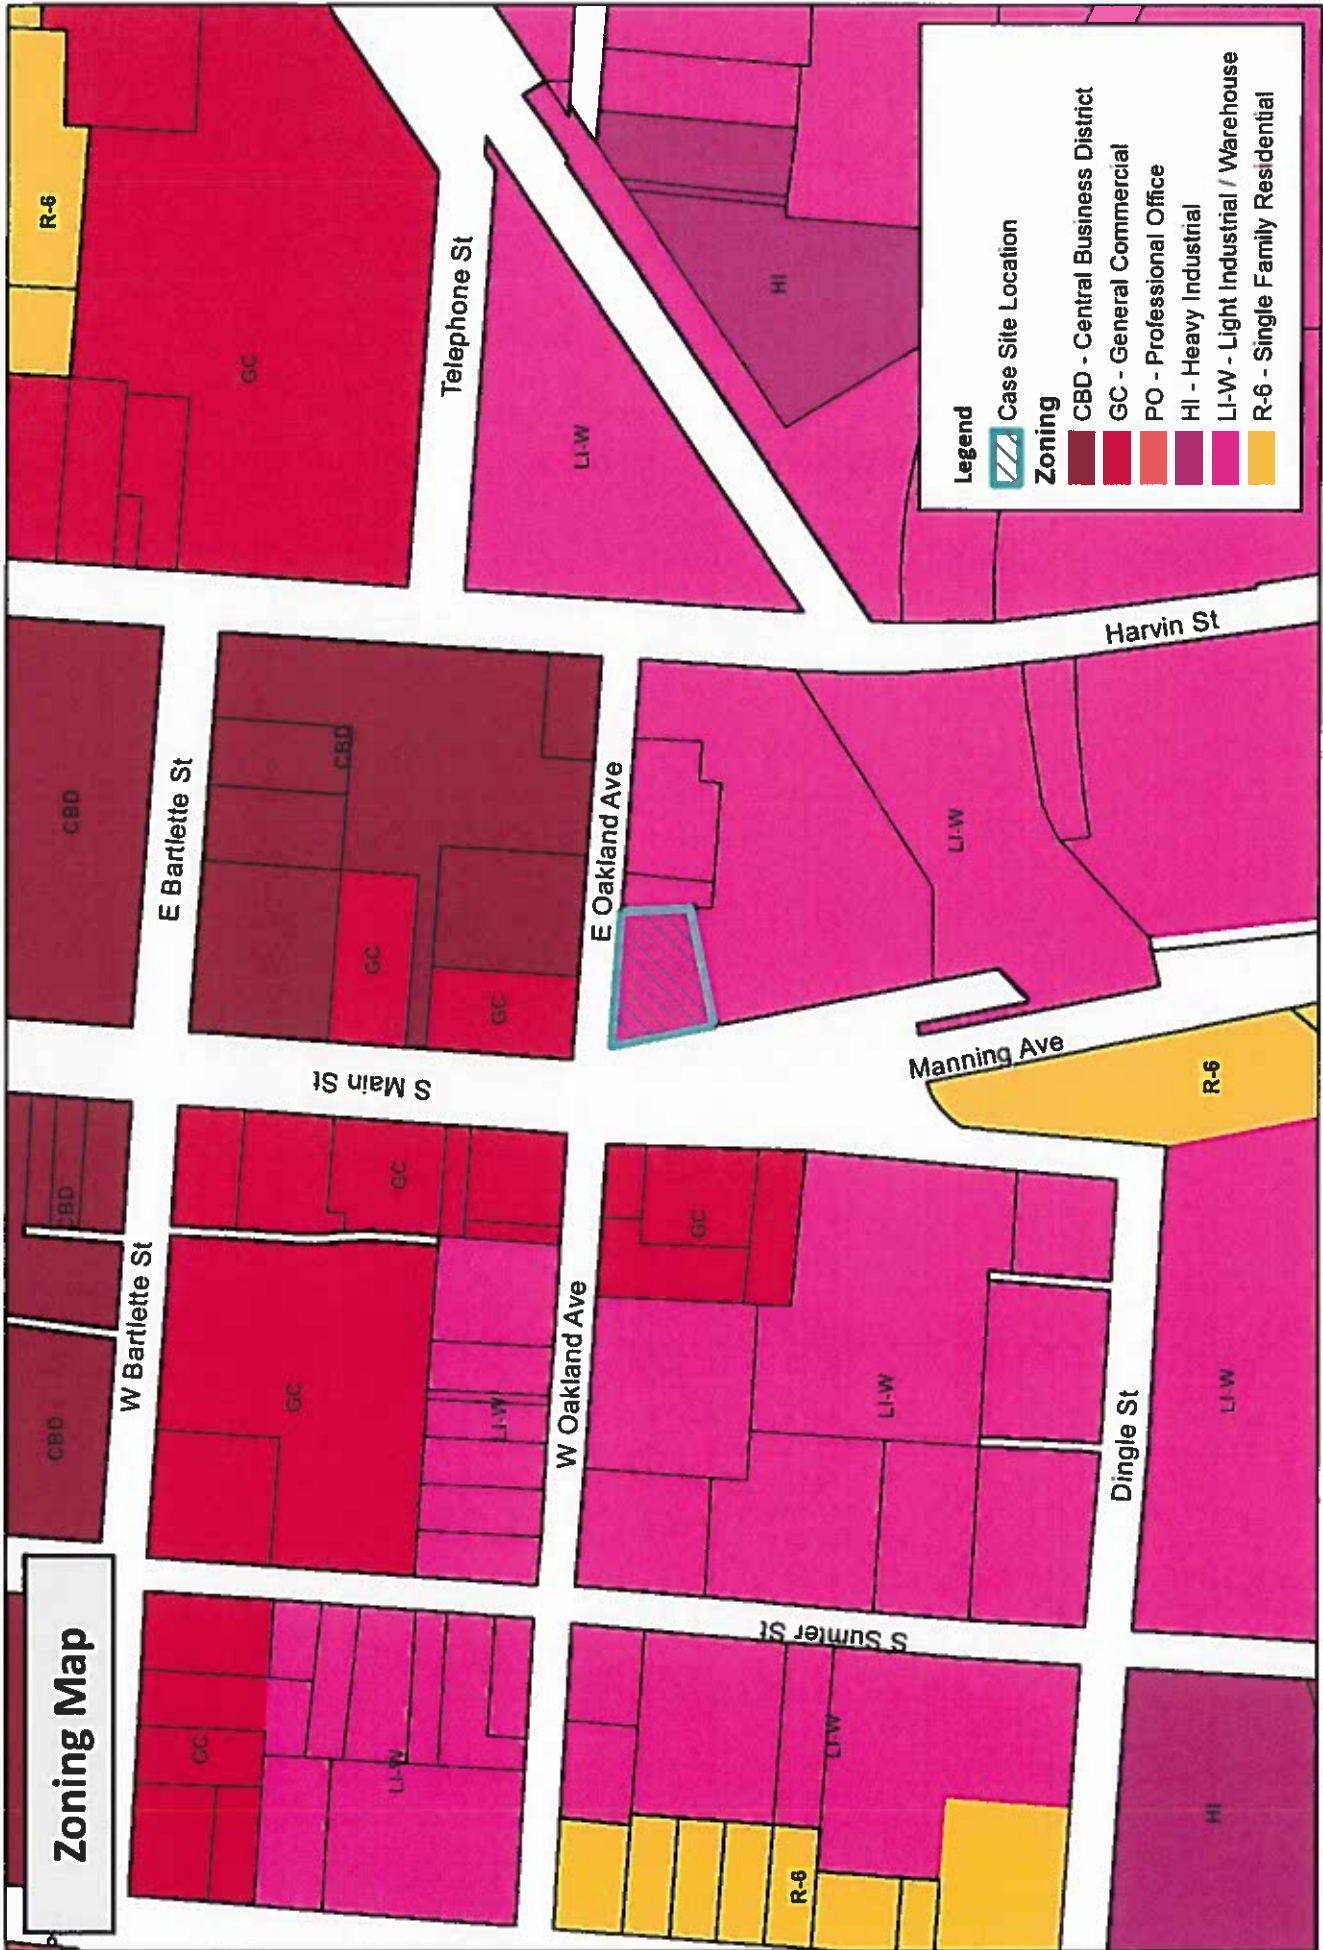 Zoning Map
P
CBD
CBD
CBD
R-6
W Bartlette St
E Bartlette St
GC
GC
GC
GC
GC
GC
CBD
S Main St
LI-W
LI-W
W Oakland Ave
E Oakland Ave
Telephone St
LI-W
HI
R-6
LI-W
S Sumter St
LI-W
GC
LI-W
Manning Ave
Harvin St
Dingle St
HI
LI-W
R-6
Legend
Case Site Location
Zoning
CBD - Central Business District
GC - General Commercial
PO - Professional Office
HI - Heavy Industrial
LI-W - Light Industrial / Warehouse
R-6 - Single Family Residential